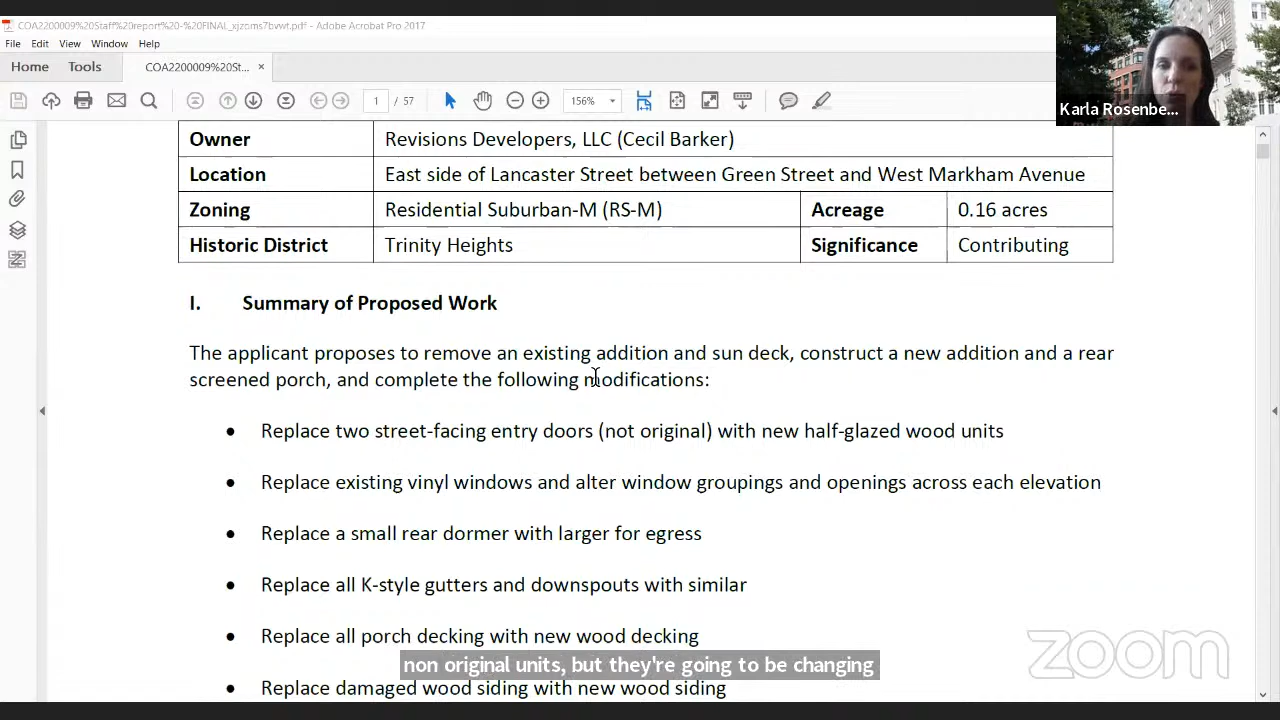 COA2200009%20Staff%20report%20-%20FINAL_xjzoms7bvwt.pdf - Adobe Acrobat Pro 2017
File Edit View Window Help
Home Tools COA2200009%20St... ×
1 / 57 156%
Karla Rosenbe...
Owner Revisions Developers, LLC (Cecil Barker)
Location East side of Lancaster Street between Green Street and West Markham Avenue
Zoning Residential Suburban-M (RS-M) Acreage 0.16 acres
Historic District Trinity Heights Significance Contributing
I. Summary of Proposed Work
The applicant proposes to remove an existing addition and sun deck, construct a new addition and a rear
screened porch, and complete the following modifications:
• Replace two street-facing entry doors (not original) with new half-glazed wood units
• Replace existing vinyl windows and alter window groupings and openings across each elevation
• Replace a small rear dormer with larger for egress
• Replace all K-style gutters and downspouts with similar
• Replace all porch decking with new wood decking
non original units, but they're going to be changing
• Replace damaged wood siding with new wood siding
zoom